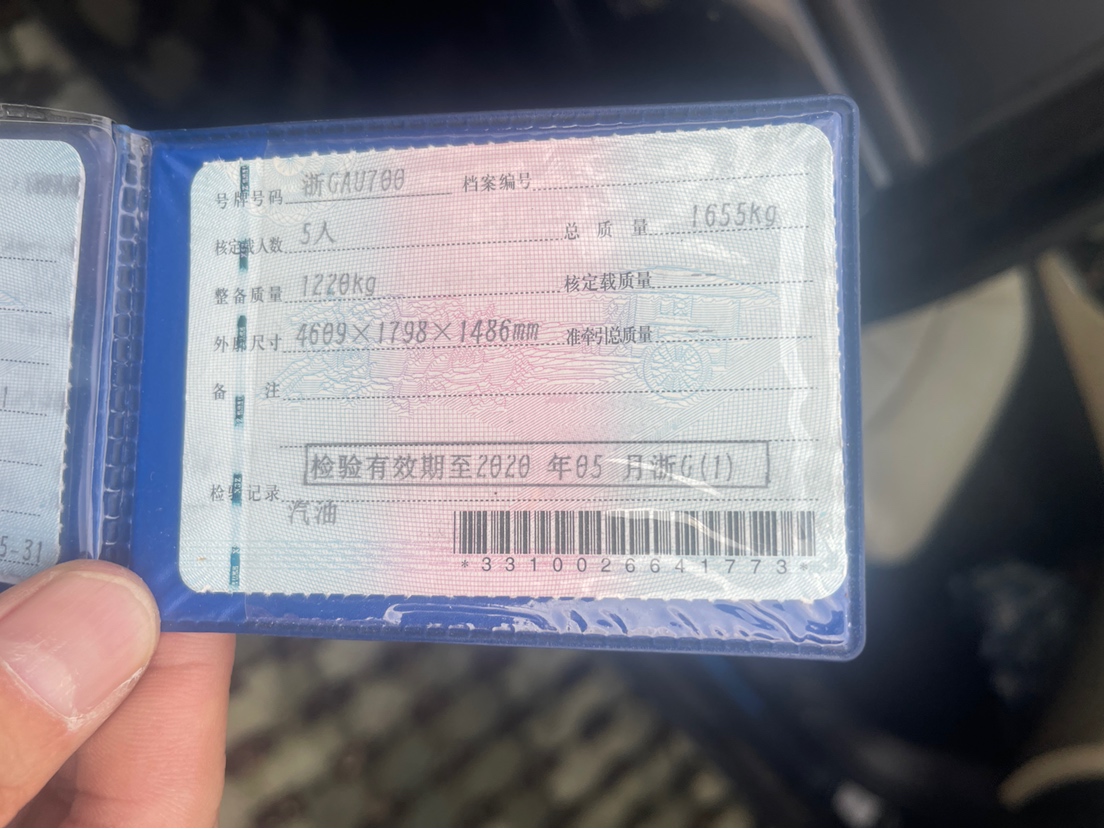 号牌号码 浙GAU700 档案编号
核定载人数 5人 总质量 1655kg
整备质量 1220kg 核定载质量 --
外廓尺寸 4609×1798×1486mm 准牵引总质量 --
备注
检验有效期至2020 年05 月浙G(1)
检验记录
汽油
*3310026641773*
5-31